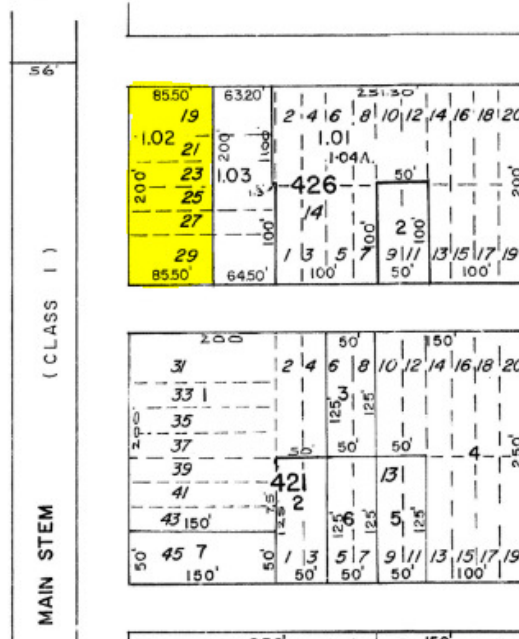 56'
85.50' 63.20' 251.30'
19 2 4 6 8 10 12 14 16 18 20
1.02 200' 100' 1.01
21 1.04A
200' 23 1.03 426 50' 200'
25 14
27 100' 100' 2 100'
29 1 3 5 7 9 11 13 15 17 19
85.50' 64.50' 100' 50' 100'
(CLASS I)
200 50' 150'
31 2 4 6 8 10 12 14 16 18 20
33 1 125' 3 125'
35
200' 37 50' 50' 50' 4 250'
39 421 13
41 2
43 150' 125' 125' 6 125' 5 125'
50' 45 7 50' 1 3 5 7 9 11 13 15 17 19
150' 50' 50' 50' 100'
MAIN STEM
150'